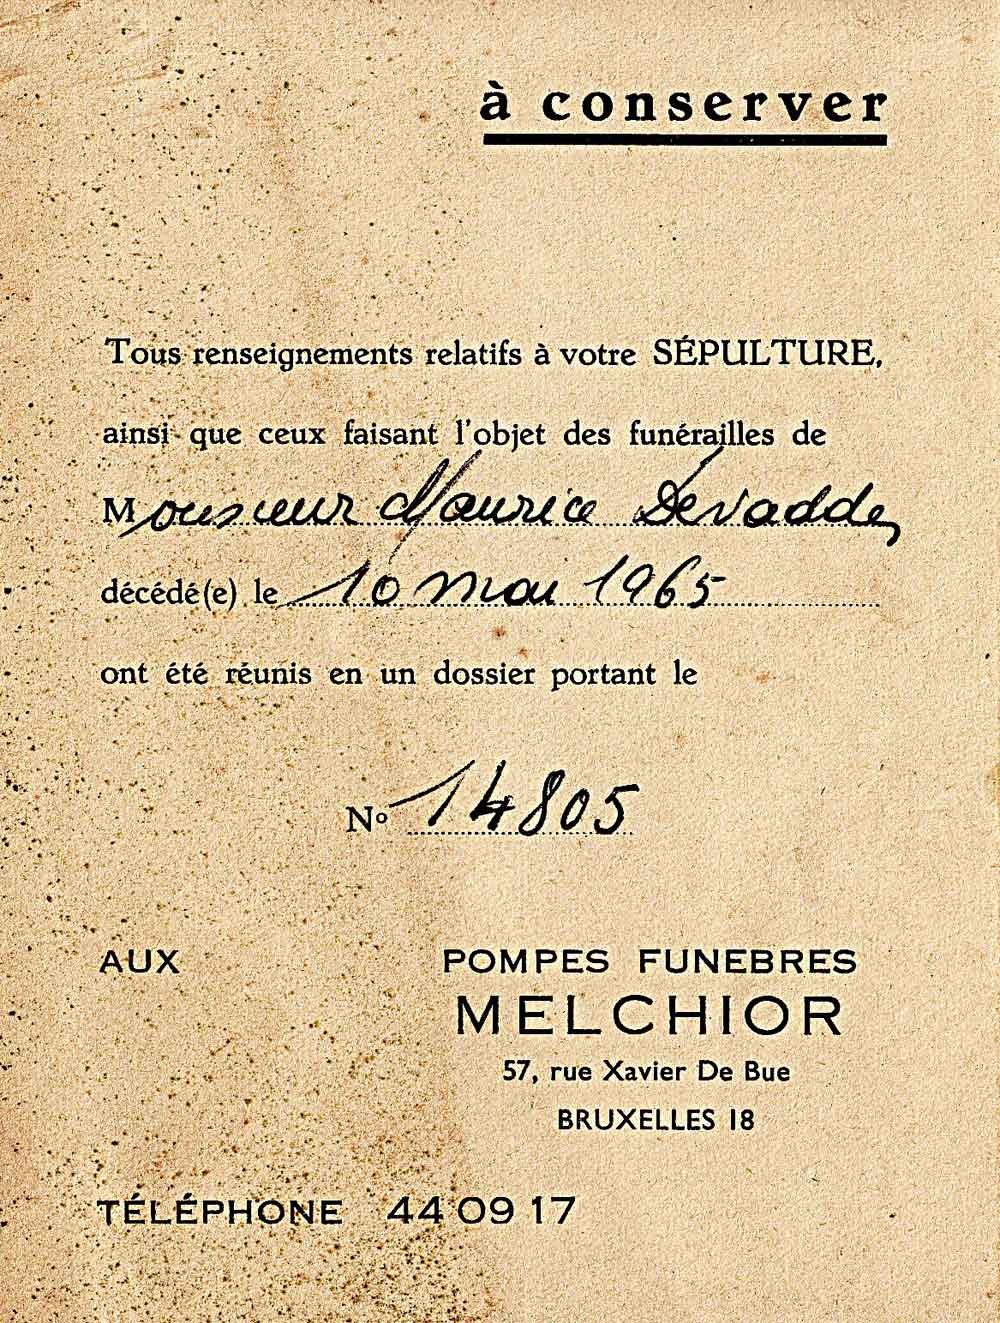 à conserver
Tous renseignements relatifs à votre SÉPULTURE,
ainsi que ceux faisant l'objet des funérailles de
Monsieur Maurice Devadder
décédé(e) le 10 mai 1965
ont été réunis en un dossier portant le
Nº 14805
AUX POMPES FUNEBRES
MELCHIOR
57, rue Xavier De Bue
BRUXELLES 18
TÉLÉPHONE 44 09 17